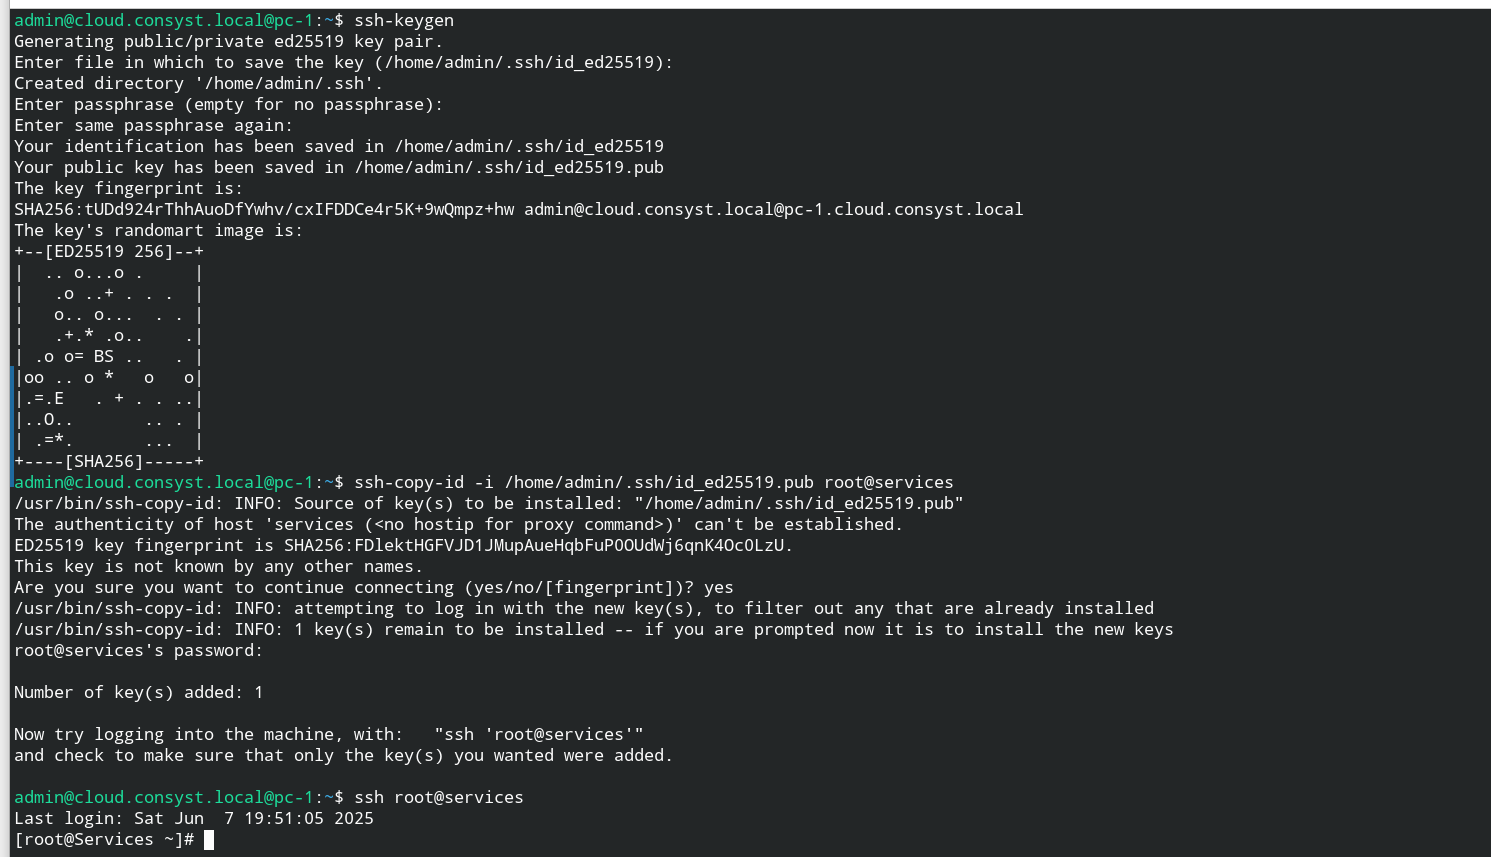 admin@cloud.consyst.local@pc-1:~$ ssh-keygen
Generating public/private ed25519 key pair.
Enter file in which to save the key (/home/admin/.ssh/id_ed25519):
Created directory '/home/admin/.ssh'.
Enter passphrase (empty for no passphrase):
Enter same passphrase again:
Your identification has been saved in /home/admin/.ssh/id_ed25519
Your public key has been saved in /home/admin/.ssh/id_ed25519.pub
The key fingerprint is:
SHA256:tUDd924rThhAuoDfYwhv/cxIFDDCe4r5K+9wQmpz+hw admin@cloud.consyst.local@pc-1.cloud.consyst.local
The key's randomart image is:
+--[ED25519 256]--+
|  .. o...o .     |
|   .o ..+ . . .  |
|   o.. o...  . . |
|   .+.* .o..    .|
| .o o= BS ..   . |
|oo .. o *   o   o|
|.=.E   . + . . ..|
|..O..       .. . |
| .=*.       ...  |
+----[SHA256]-----+
admin@cloud.consyst.local@pc-1:~$ ssh-copy-id -i /home/admin/.ssh/id_ed25519.pub root@services
/usr/bin/ssh-copy-id: INFO: Source of key(s) to be installed: "/home/admin/.ssh/id_ed25519.pub"
The authenticity of host 'services (<no hostip for proxy command>)' can't be established.
ED25519 key fingerprint is SHA256:FDlektHGFVJD1JMupAueHqbFuP0OUdWj6qnK4Oc0LzU.
This key is not known by any other names.
Are you sure you want to continue connecting (yes/no/[fingerprint])? yes
/usr/bin/ssh-copy-id: INFO: attempting to log in with the new key(s), to filter out any that are already installed
/usr/bin/ssh-copy-id: INFO: 1 key(s) remain to be installed -- if you are prompted now it is to install the new keys
root@services's password:
Number of key(s) added: 1
Now try logging into the machine, with:   "ssh 'root@services'"
and check to make sure that only the key(s) you wanted were added.
admin@cloud.consyst.local@pc-1:~$ ssh root@services
Last login: Sat Jun  7 19:51:05 2025
[root@Services ~]#